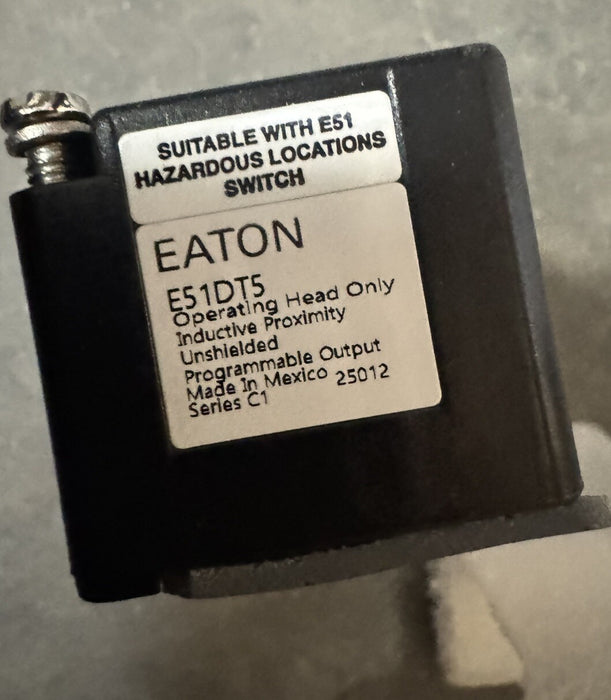 SUITABLE WITH E51
HAZARDOUS LOCATIONS
SWITCH
EATON
E51DT5
Operating Head Only
Inductive Proximity
Unshielded
Programmable Output
Made In Mexico 25012
Series C1